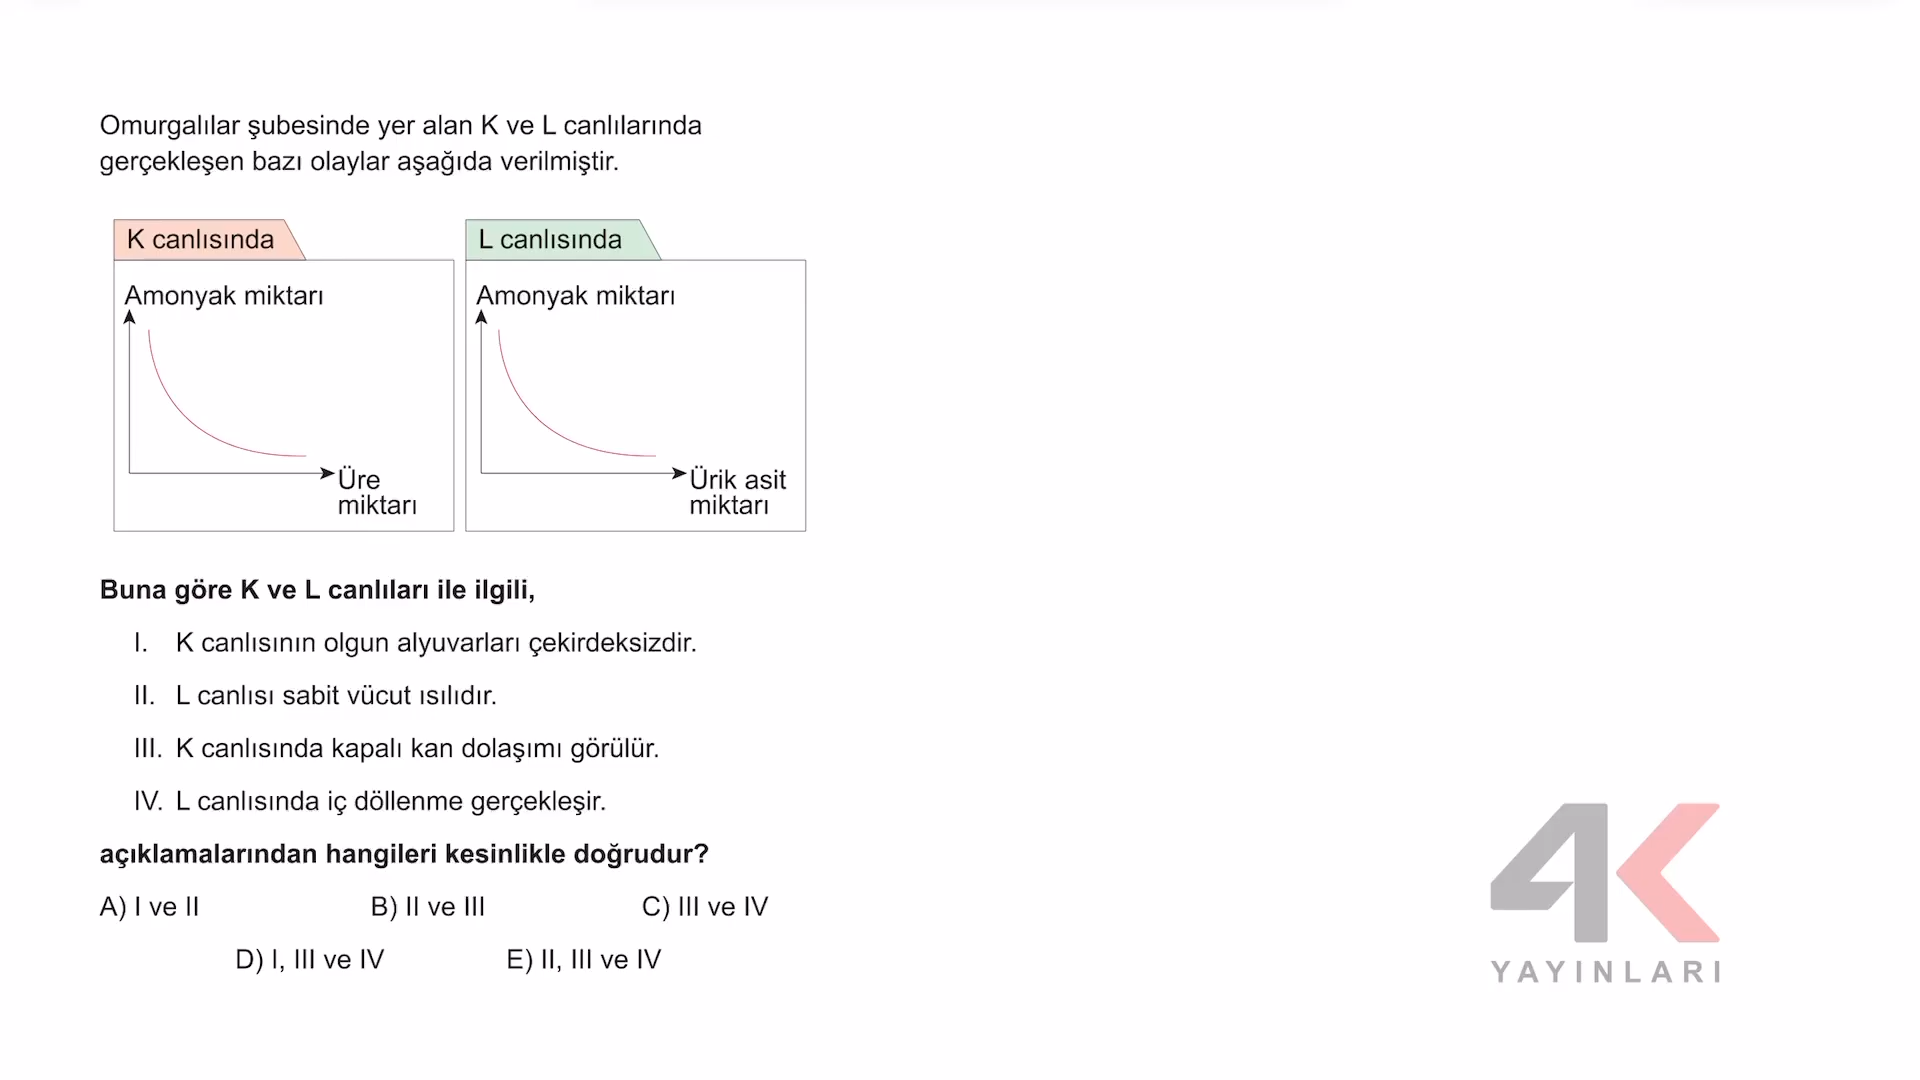 Omurgalılar şubesinde yer alan K ve L canlılarında
gerçekleşen bazı olaylar aşağıda verilmiştir.
K canlısında
Amonyak miktarı
Üre
miktarı
L canlısında
Amonyak miktarı
Ürik asit
miktarı
Buna göre K ve L canlıları ile ilgili,
I. K canlısının olgun alyuvarları çekirdeksizdir.
II. L canlısı sabit vücut ısılıdır.
III. K canlısında kapalı kan dolaşımı görülür.
IV. L canlısında iç döllenme gerçekleşir.
açıklamalarından hangileri kesinlikle doğrudur?
A) I ve II B) II ve III C) III ve IV
D) I, III ve IV E) II, III ve IV
4K
YAYINLARI